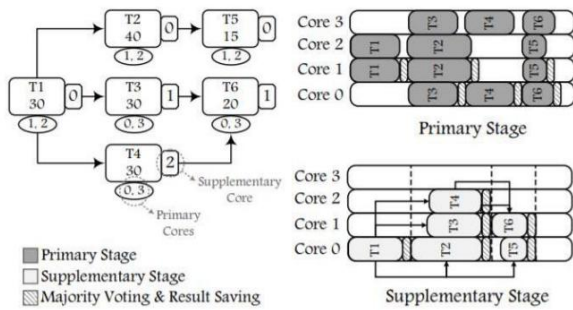 T2
40
0
1, 2
T5
15
0
1, 2
T1
30
0
1, 2
T3
30
1
0, 3
T6
20
1
0, 3
T4
30
2
0, 3
Supplementary
Core
Primary
Cores
Primary Stage
Supplementary Stage
Majority Voting & Result Saving
Core 3
T3
T4
T6
Core 2
T1
T2
T5
Core 1
T1
T2
T5
Core 0
T3
T4
T6
Primary Stage
Core 3
Core 2
T4
Core 1
T3
T6
Core 0
T1
T2
T5
Supplementary Stage